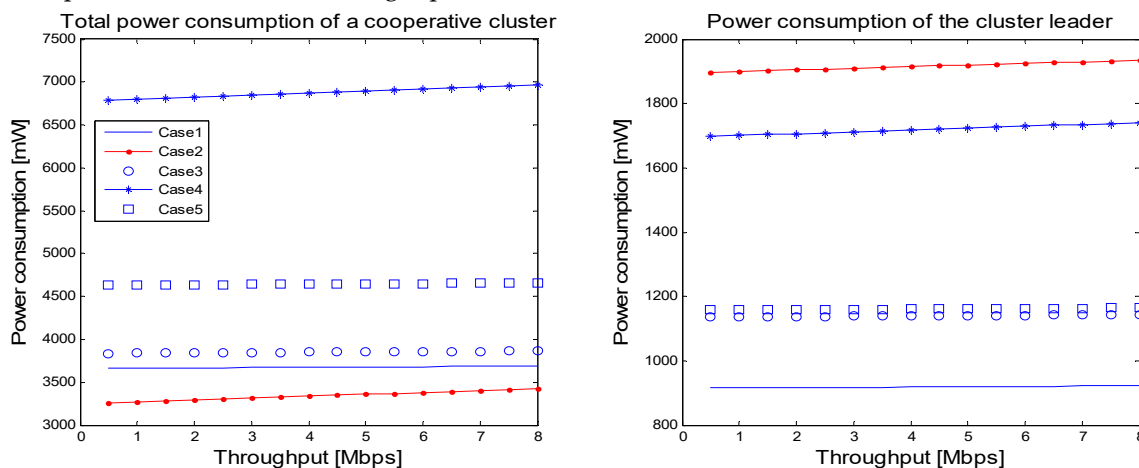 Total power consumption of a cooperative cluster
7500
7000
6500
6000
5500
5000
4500
4000
3500
3000
Power consumption [mW]
Case1
Case2
Case3
Case4
Case5
0 1 2 3 4 5 6 7 8
Throughput [Mbps]
Power consumption of the cluster leader
2000
1800
1600
1400
1200
1000
800
Power consumption [mW]
0 1 2 3 4 5 6 7 8
Throughput [Mbps]